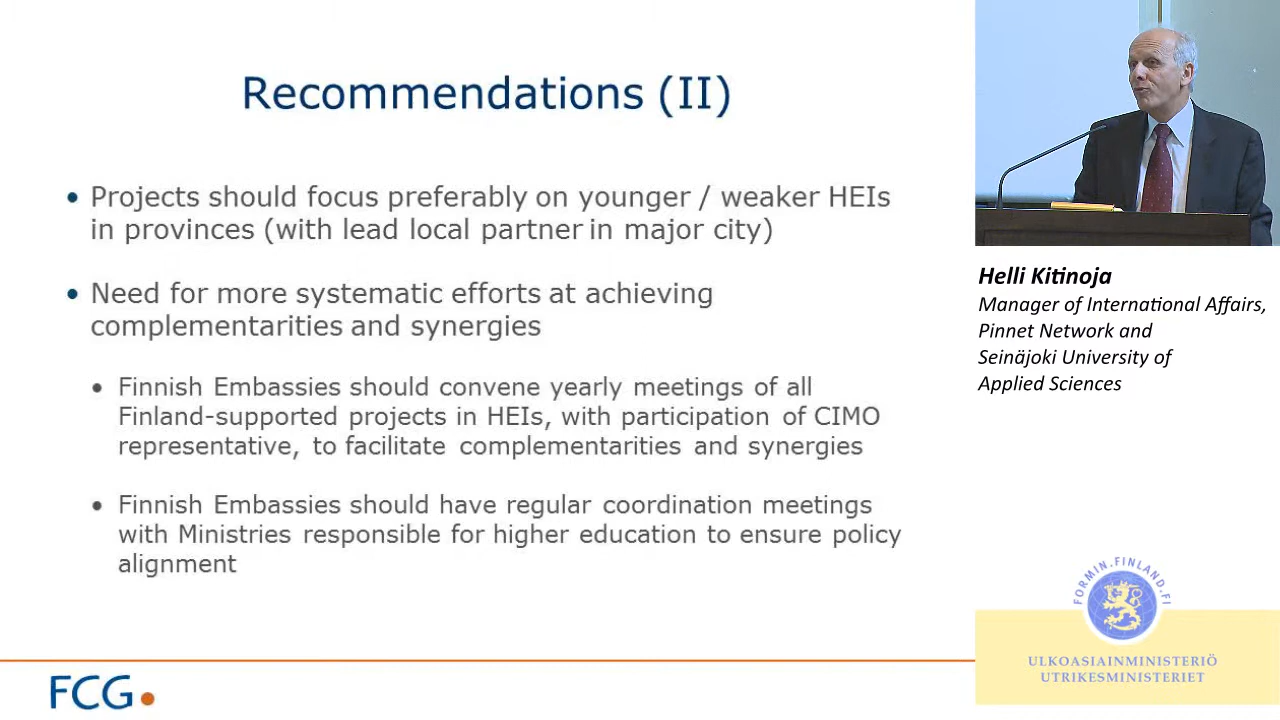 Recommendations (II)
• Projects should focus preferably on younger / weaker HEIs
in provinces (with lead local partner in major city)
• Need for more systematic efforts at achieving
complementarities and synergies
• Finnish Embassies should convene yearly meetings of all
Finland-supported projects in HEIs, with participation of CIMO
representative, to facilitate complementarities and synergies
• Finnish Embassies should have regular coordination meetings
with Ministries responsible for higher education to ensure policy
alignment
FCG
Helli Kitinoja
Manager of International Affairs,
Pinnet Network and
Seinäjoki University of
Applied Sciences
FORMIN.FINLAND.FI
ULKOASIAINMINISTERIÖ
UTRIKESMINISTERIET